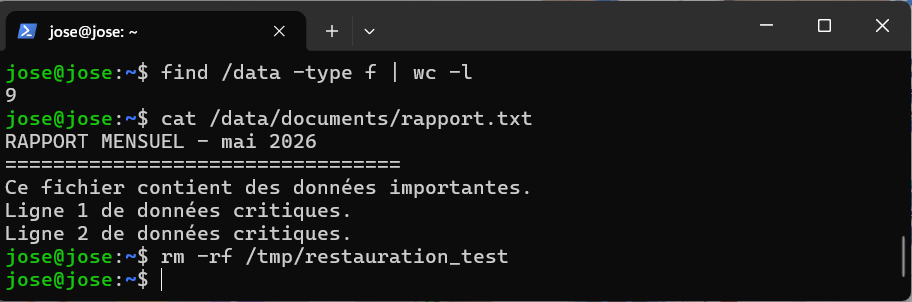 jose@jose: ~
jose@jose:~$ find /data -type f | wc -l
9
jose@jose:~$ cat /data/documents/rapport.txt
RAPPORT MENSUEL - mai 2026
=================================
Ce fichier contient des données importantes.
Ligne 1 de données critiques.
Ligne 2 de données critiques.
jose@jose:~$ rm -rf /tmp/restauration_test
jose@jose:~$